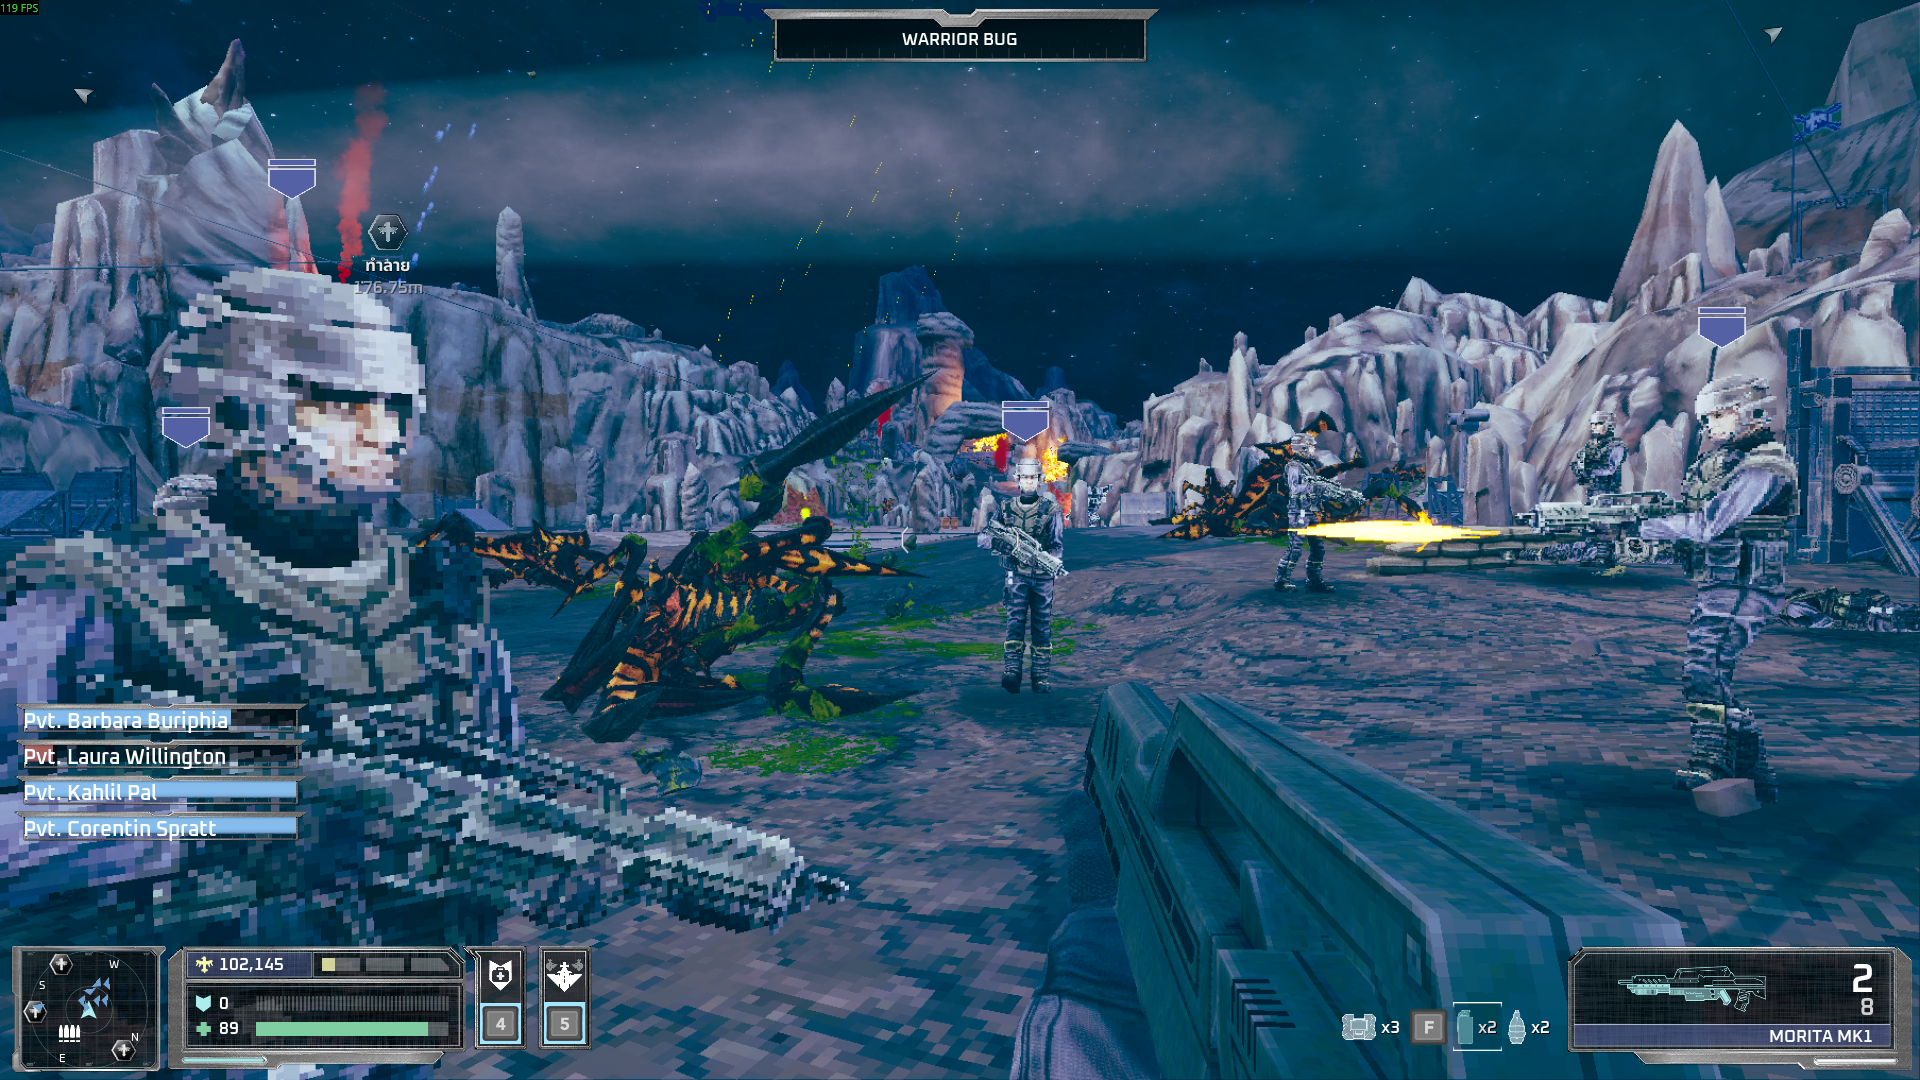 119 FPS
WARRIOR BUG
ทำลาย
176.75m
Pvt. Barbara Buriphia
Pvt. Laura Willington
Pvt. Kahlil Pal
Pvt. Corentin Spratt
W
S
N
E
102,145
0
89
4
5
x3
F
x2
x2
2
8
MORITA MK1